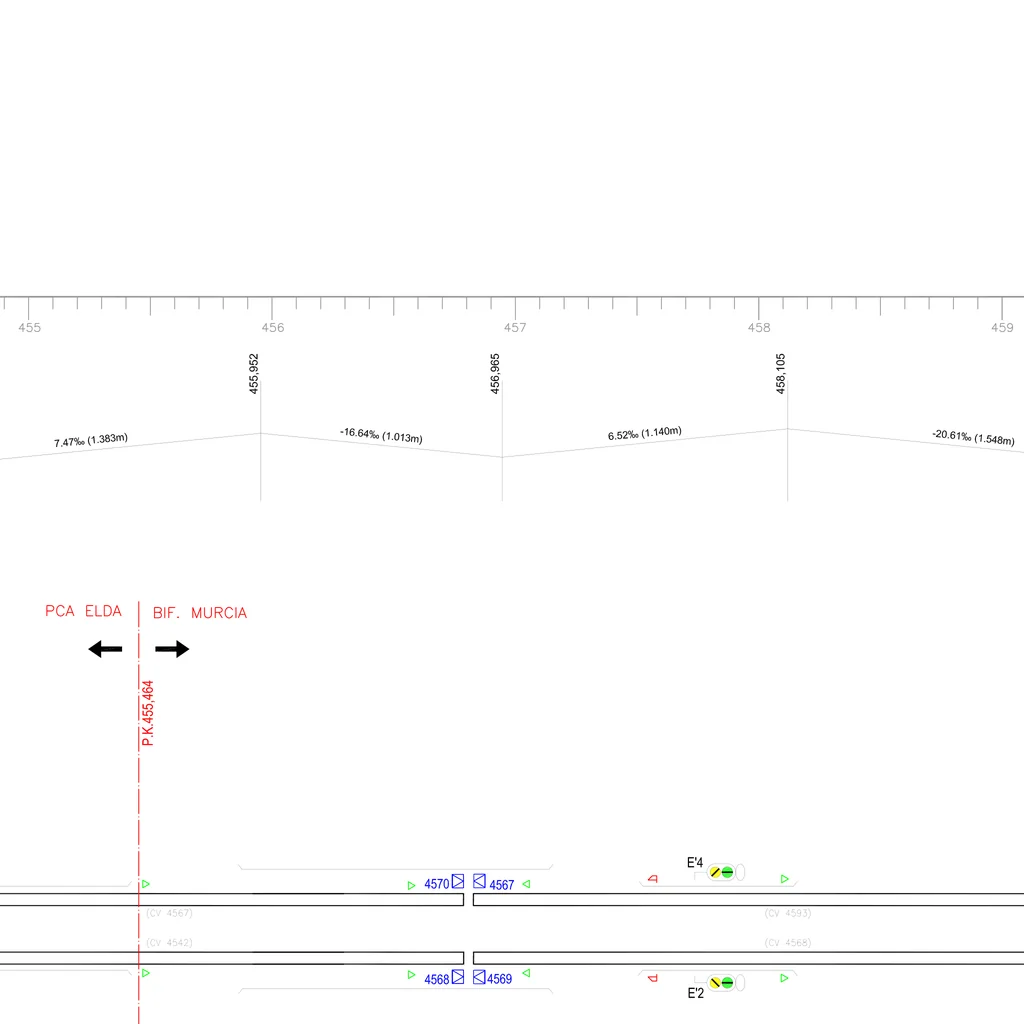 455 456 457 458 459
455,952
456,965
458,105
7.47‰ (1.383m)
-16.64‰ (1.013m)
6.52‰ (1.140m)
-20.61‰ (1.548m)
PCA ELDA
BIF. MURCIA
P.K.455,464
E'4
4570
4567
(CV 4567)
(CV 4593)
(CV 4542)
(CV 4568)
4568
4569
E'2